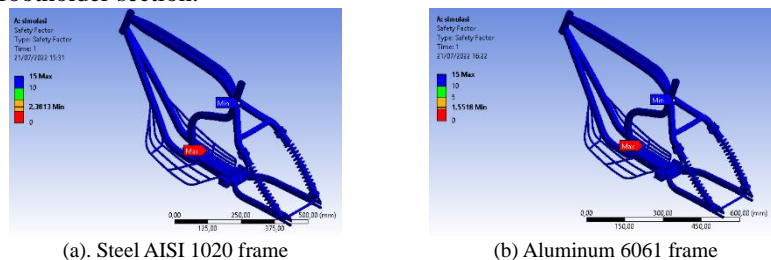 footholder section.
A: simulasi
Safety Factor
Type: Safety Factor
Time: 1
21/07/2022 15:31
15 Max
10
2,3813 Min
0
Min
Max
0,00 250,00 500,00 (mm)
125,00 375,00
A: simulasi
Safety Factor
Type: Safety Factor
Time: 1
21/07/2022 16:22
15 Max
10
5
1,5518 Min
0
Min
Max
0,00 300,00 600,00 (mm)
150,00 450,00
(a). Steel AISI 1020 frame
(b) Aluminum 6061 frame